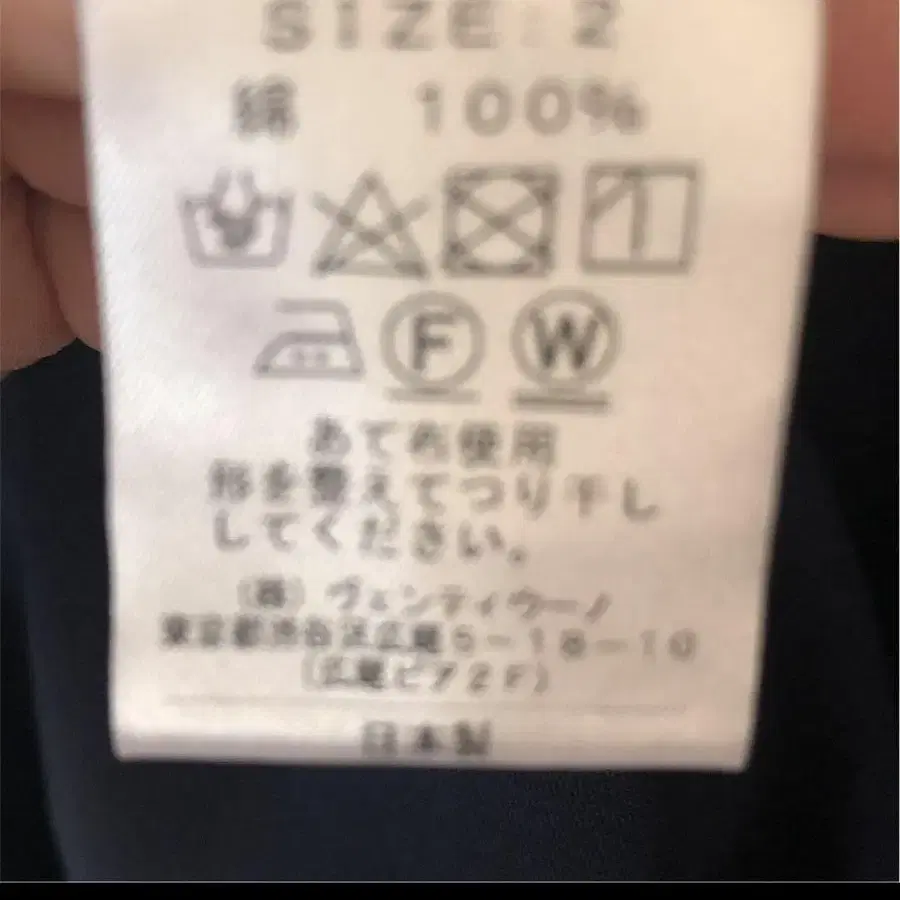 SIZE: 2
綿 100%
F W
あて布使用
形を整えてつり干し
してください。
(株) ヴェンティウーノ
東京都渋谷区広尾5-18-10
(広尾ピア2F)
日本製